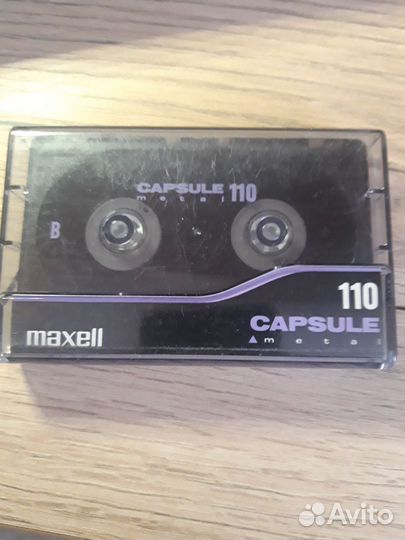 CAPSULE 110
metal
B
110
maxell
CAPSULE
metal
Avito